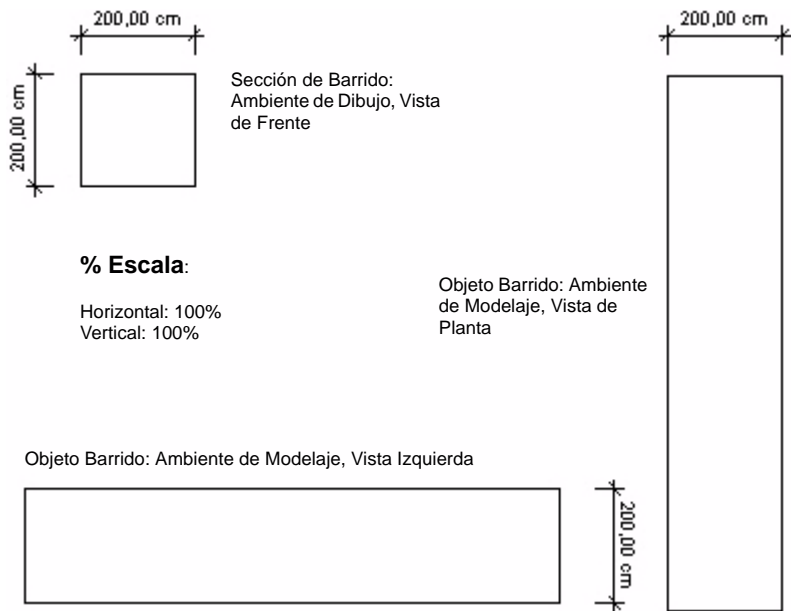 200,00 cm
200,00 cm
200,00 cm
Sección de Barrido:
Ambiente de Dibujo, Vista
de Frente
% Escala:
Horizontal: 100%
Vertical: 100%
Objeto Barrido: Ambiente
de Modelaje, Vista de
Planta
Objeto Barrido: Ambiente de Modelaje, Vista Izquierda
200,00 cm